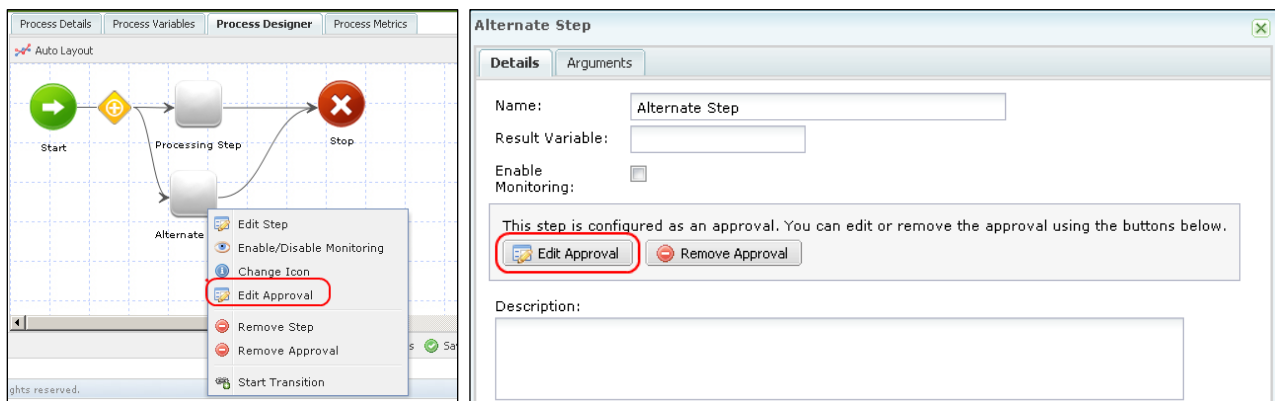 Process Details Process Variables Process Designer Process Metrics
Auto Layout
Start
Processing Step
Stop
Alternate
Edit Step
Enable/Disable Monitoring
Change Icon
Edit Approval
Remove Step
Remove Approval
Start Transition
ghts reserved.
Alternate Step
Details Arguments
Name: Alternate Step
Result Variable:
Enable
Monitoring:
This step is configured as an approval. You can edit or remove the approval using the buttons below.
Edit Approval Remove Approval
Description: